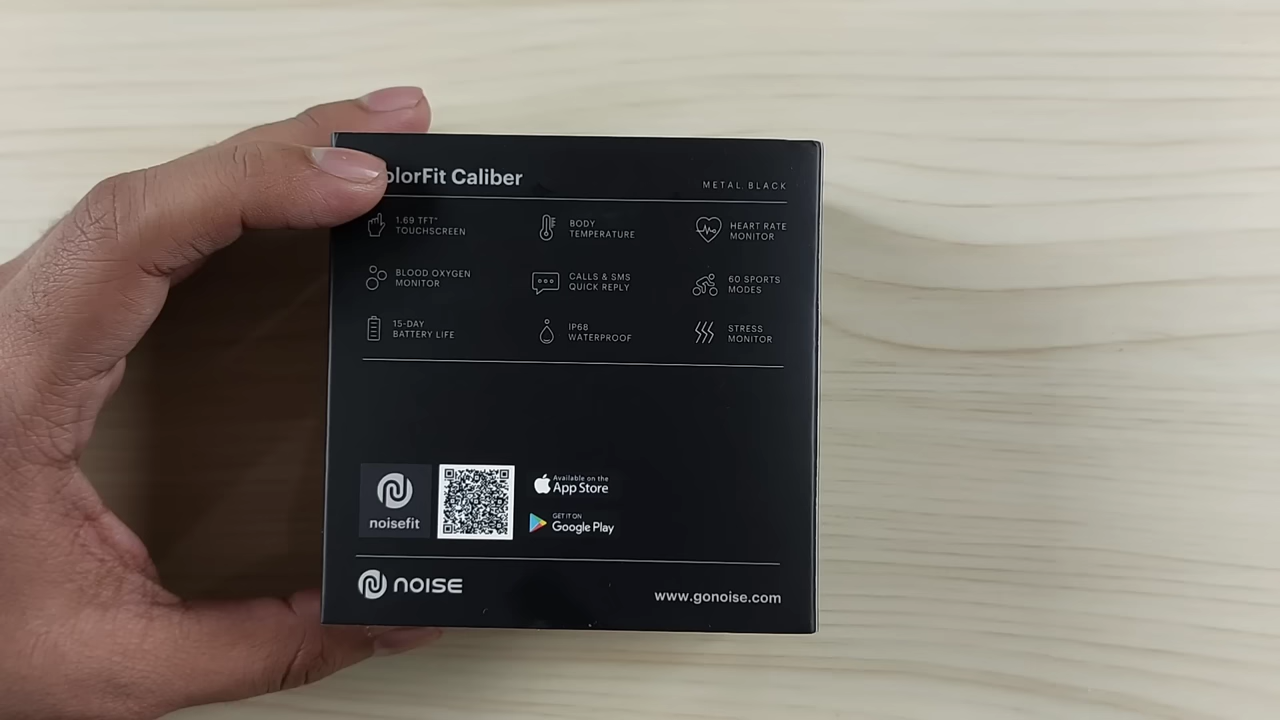 olorFit Caliber
METAL BLACK
1.69 TFT"
TOUCHSCREEN
BODY
TEMPERATURE
HEART RATE
MONITOR
BLOOD OXYGEN
MONITOR
CALLS & SMS
QUICK REPLY
60 SPORTS
MODES
15-DAY
BATTERY LIFE
IP68
WATERPROOF
STRESS
MONITOR
noisefit
Available on the
App Store
GET IT ON
Google Play
NOISE
www.gonoise.com